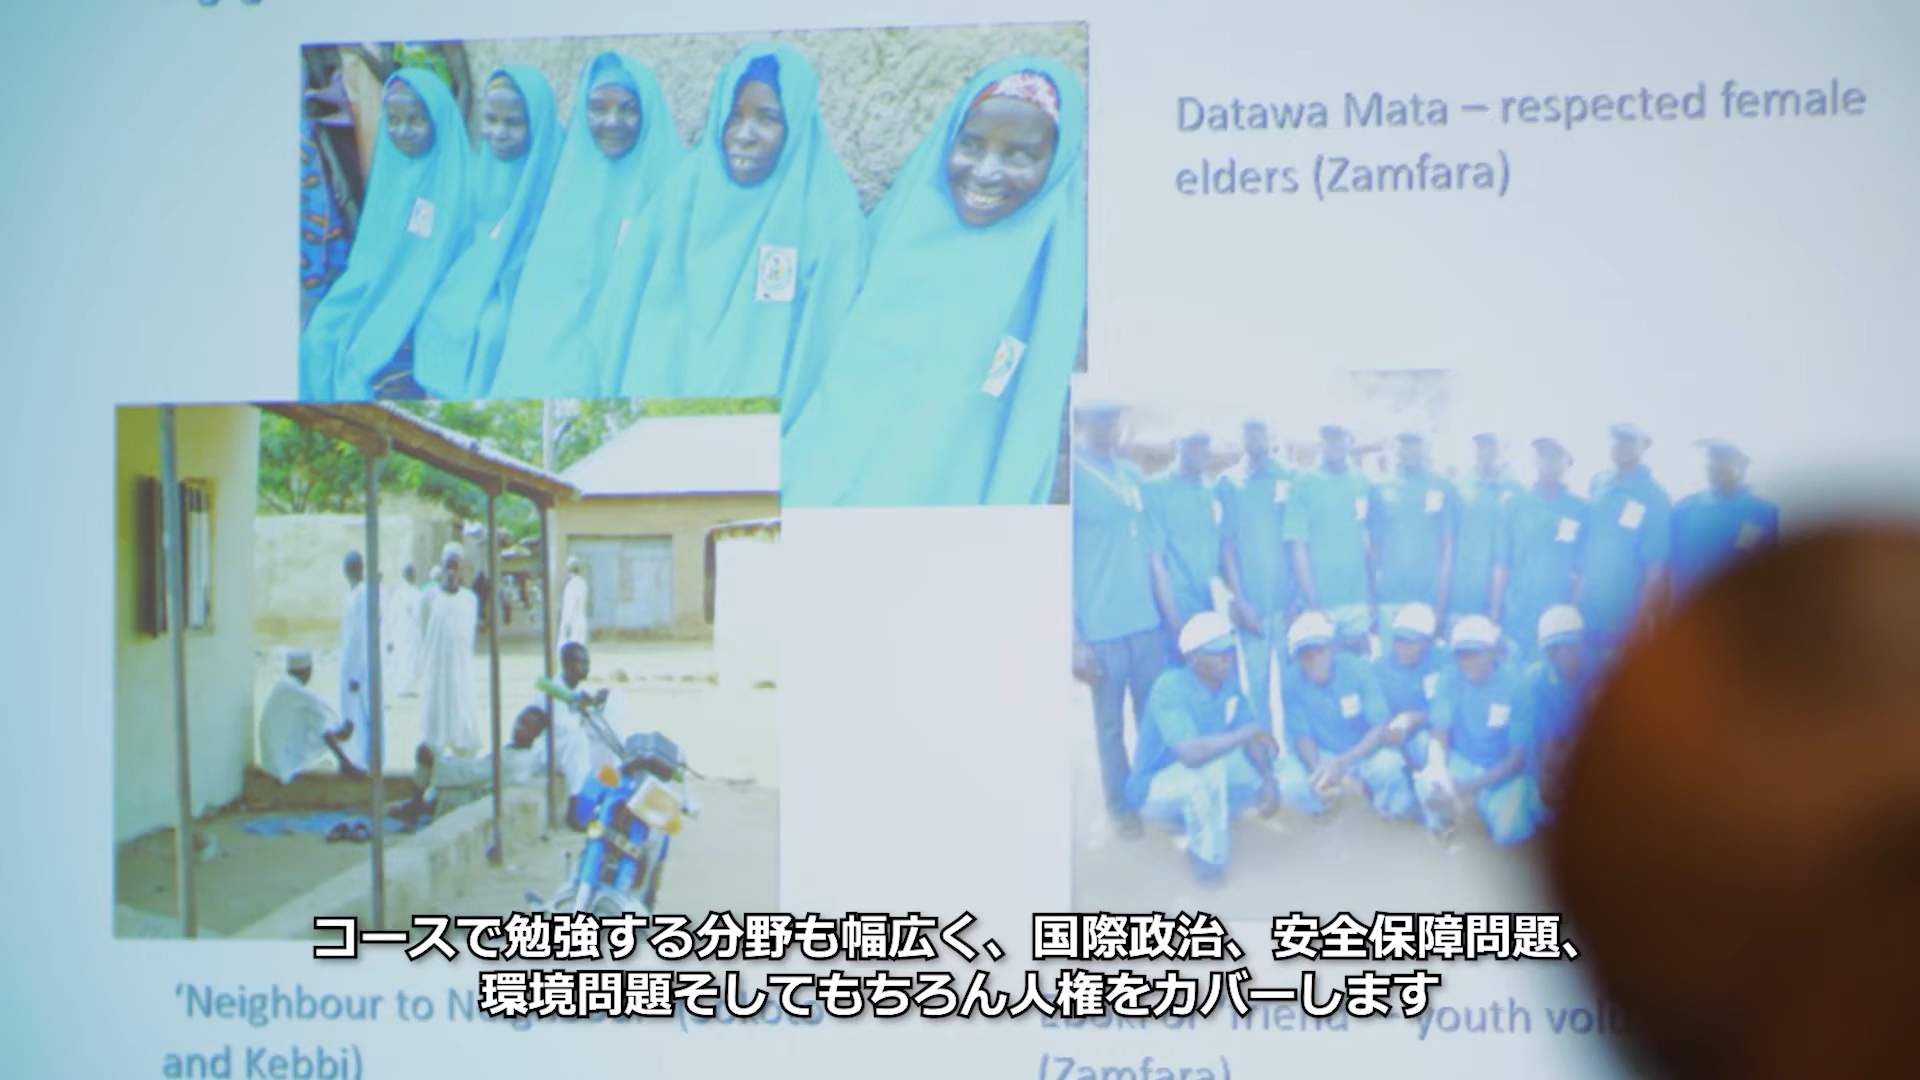 Datawa Mata – respected female
elders (Zamfara)
コースで勉強する分野も幅広く、国際政治、安全保障問題、
環境問題そしてもちろん人権をカバーします
'Neighbour to
and Kebbi)
youth
(Zamfara)